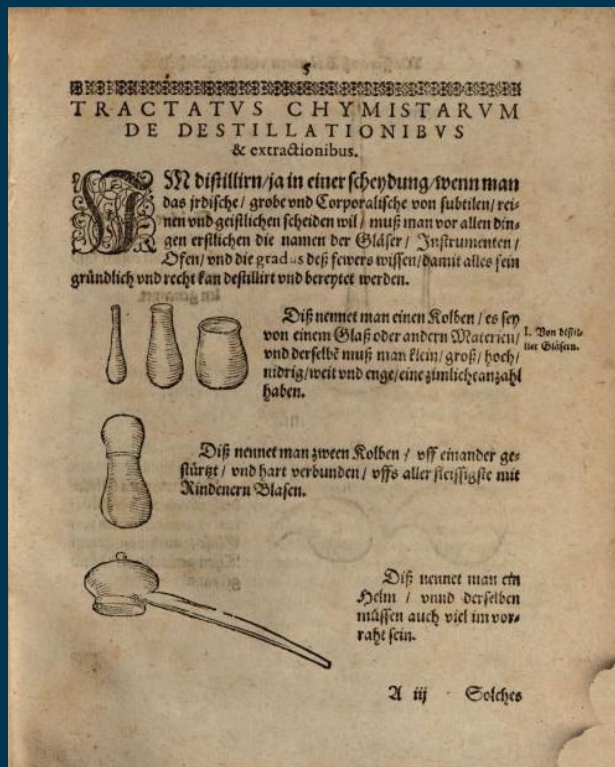 5
TRACTATVS CHYMISTARVM
DE DESTILLATIONIBVS
& extractionibus.
IM distillirn/ja in einer scheydung/wenn man
das jrdische/ grobe vnd Corporalische von subtilen/rei-
nen vnd geistlichen scheiden wil/ muß man vor allen din-
gen erstlichen die namen der Gläser/ Instrumenten/
Ofen/ vnd die gradus deß fewers wissen/damit alles fein
gründlich vnd recht kan destillirt vnd bereytet werden.
Diß nennet man einen Kolben/ es sey
von einem Glaß oder andern Materien/
vnd derselbē muß man klein/ groß/ hoch/
nidrig/weit vnd enge/eine zimliche anzahl
haben.
I. Von distil-
lier Gläsern.
Diß nennet man zween Kolben/ vff einander ge-
stürtzt/ vnd hart verbunden/ vffs aller fleissigste mit
Rindenern Blasen.
Diß nennet man ein
Helm/ vnnd derselben
müssen auch viel im vor-
raht sein.
A iij Solches